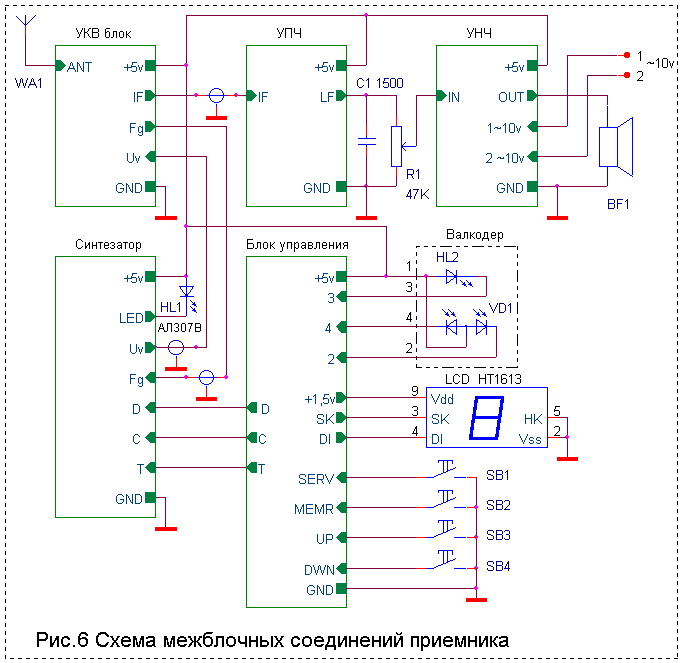 УКВ блок
УПЧ
УНЧ
WA1
ANT
+5v
IF
Fg
Uv
GND
+5v
IF
LF
GND
C1 1500
R1
47K
+5v
IN
OUT
1~10v
2 ~10v
GND
1
2
~10v
BF1
Синтезатор
+5v
LED
Uv
Fg
D
C
T
GND
HL1
АЛ307В
Блок управления
+5v
3
4
2
+1,5v
SK
DI
D
C
T
SERV
MEMR
UP
DWN
GND
Валкодер
1
3
4
2
HL2
VD1
LCD HT1613
9
3
4
Vdd
SK
DI
HK
Vss
5
2
SB1
SB2
SB3
SB4
Рис.6 Схема межблочных соединений приемника